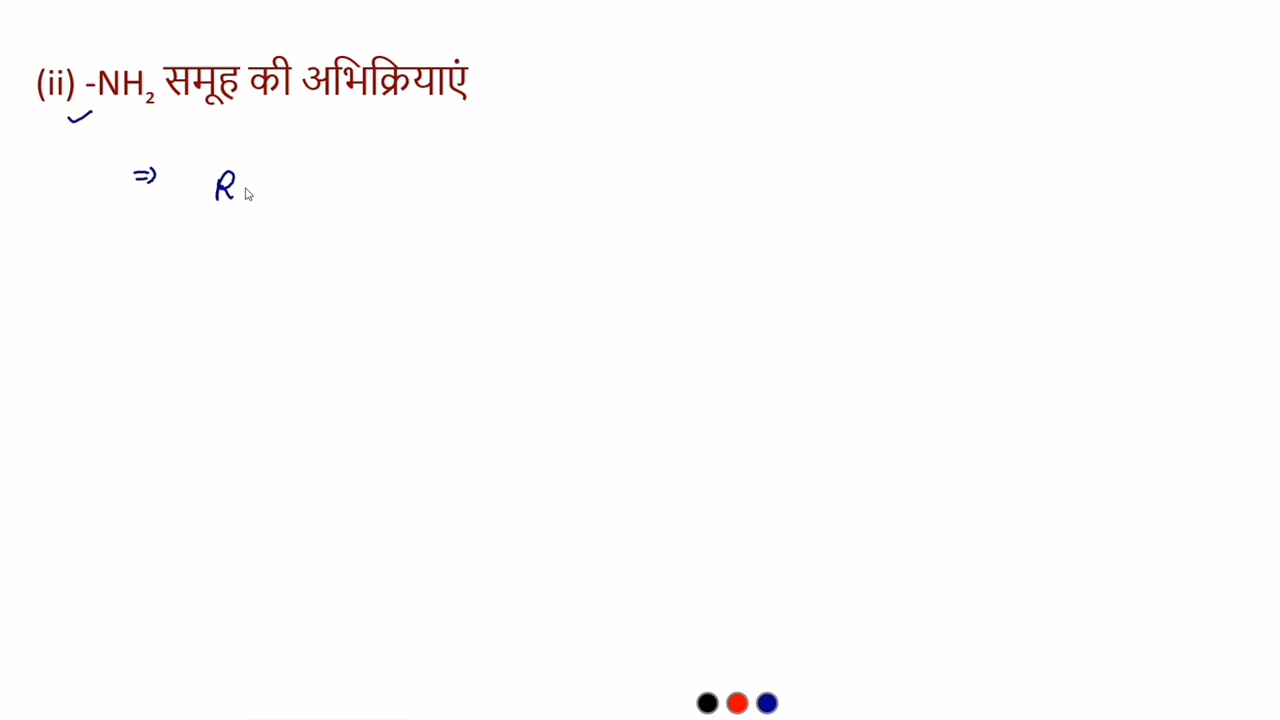 (ii) -NH₂ समूह की अभिक्रियाएं
⇒ R